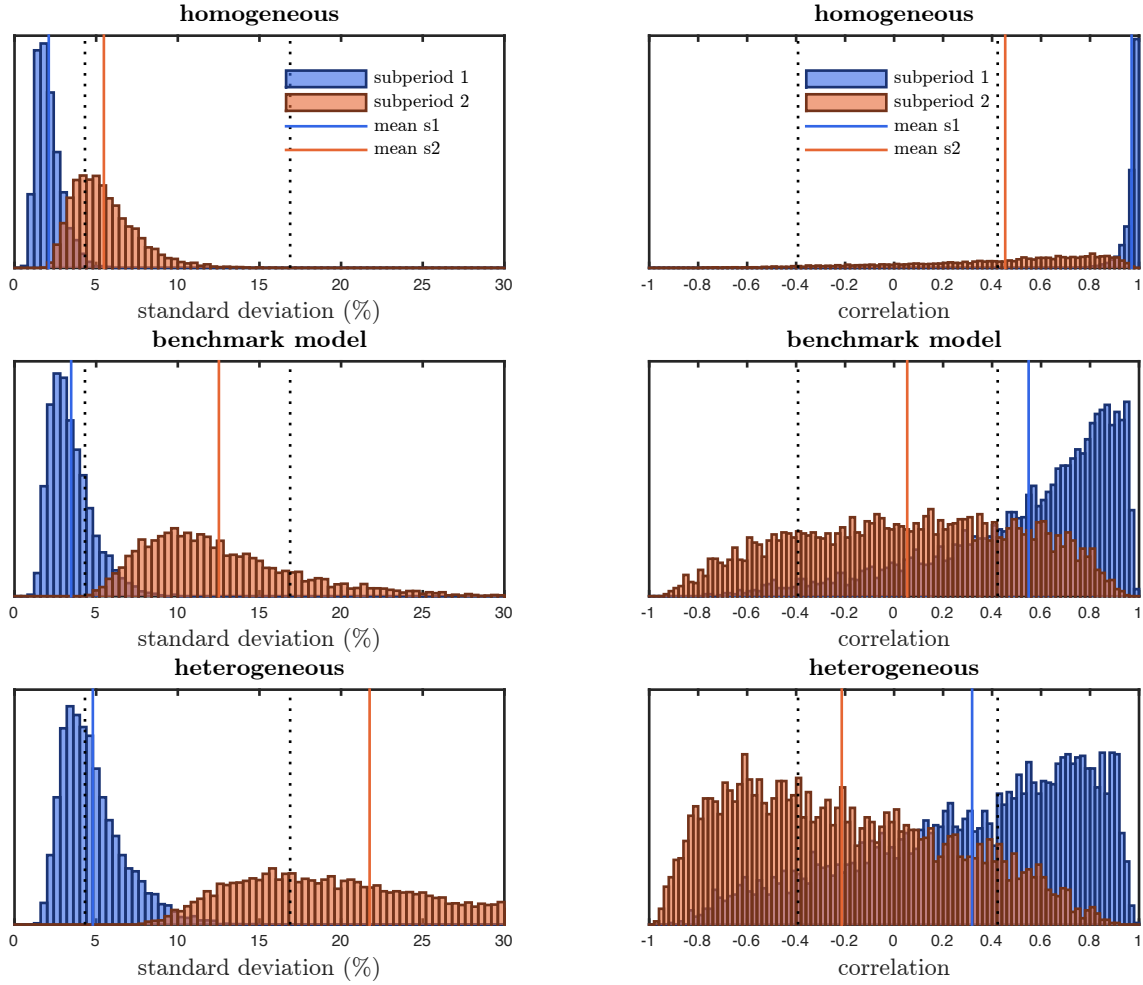 homogeneous
subperiod 1
subperiod 2
mean s1
mean s2
0 5 10 15 20 25 30
standard deviation (%)
homogeneous
subperiod 1
subperiod 2
mean s1
mean s2
-1 -0.8 -0.6 -0.4 -0.2 0 0.2 0.4 0.6 0.8 1
correlation
benchmark model
0 5 10 15 20 25 30
standard deviation (%)
benchmark model
-1 -0.8 -0.6 -0.4 -0.2 0 0.2 0.4 0.6 0.8 1
correlation
heterogeneous
0 5 10 15 20 25 30
standard deviation (%)
heterogeneous
-1 -0.8 -0.6 -0.4 -0.2 0 0.2 0.4 0.6 0.8 1
correlation